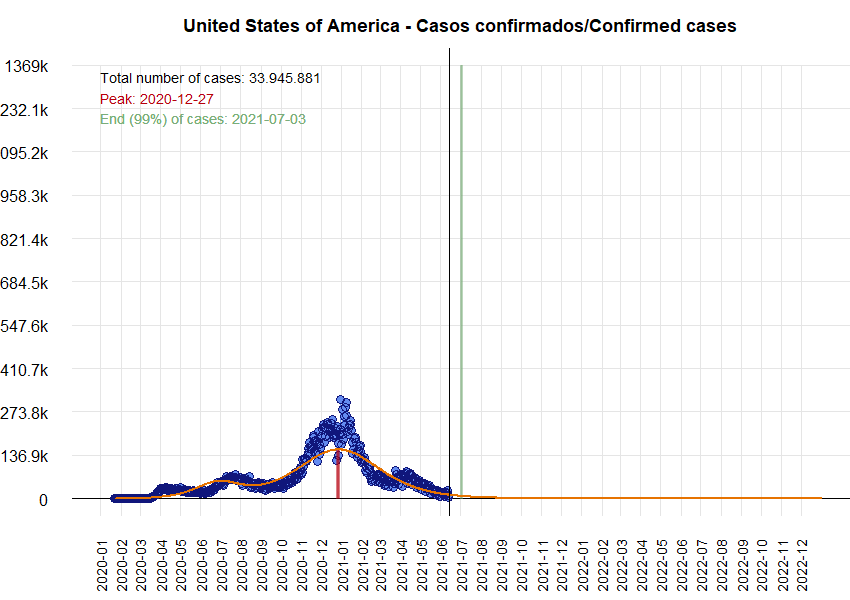 United States of America - Casos confirmados/Confirmed cases
1369k
Total number of cases: 33.945.881
Peak: 2020-12-27
232.1k
End (99%) of cases: 2021-07-03
095.2k
958.3k
821.4k
684.5k
547.6k
410.7k
273.8k
136.9k
0
2020-01
2020-02
2020-03
2020-04
2020-05
2020-06
2020-07
2020-08
2020-09
2020-10
2020-12
2021-01
2021-03
2021-03
2021-04
2021-05
2021-06
2021-07
2021-08
2021-09
2021-10
2021-11
2021-12
2022-01
2022-02
2022-03
2022-04
2022-05
2022-06
2022-07
2022-08
2022-09
2022-10
2022-11
2022-12